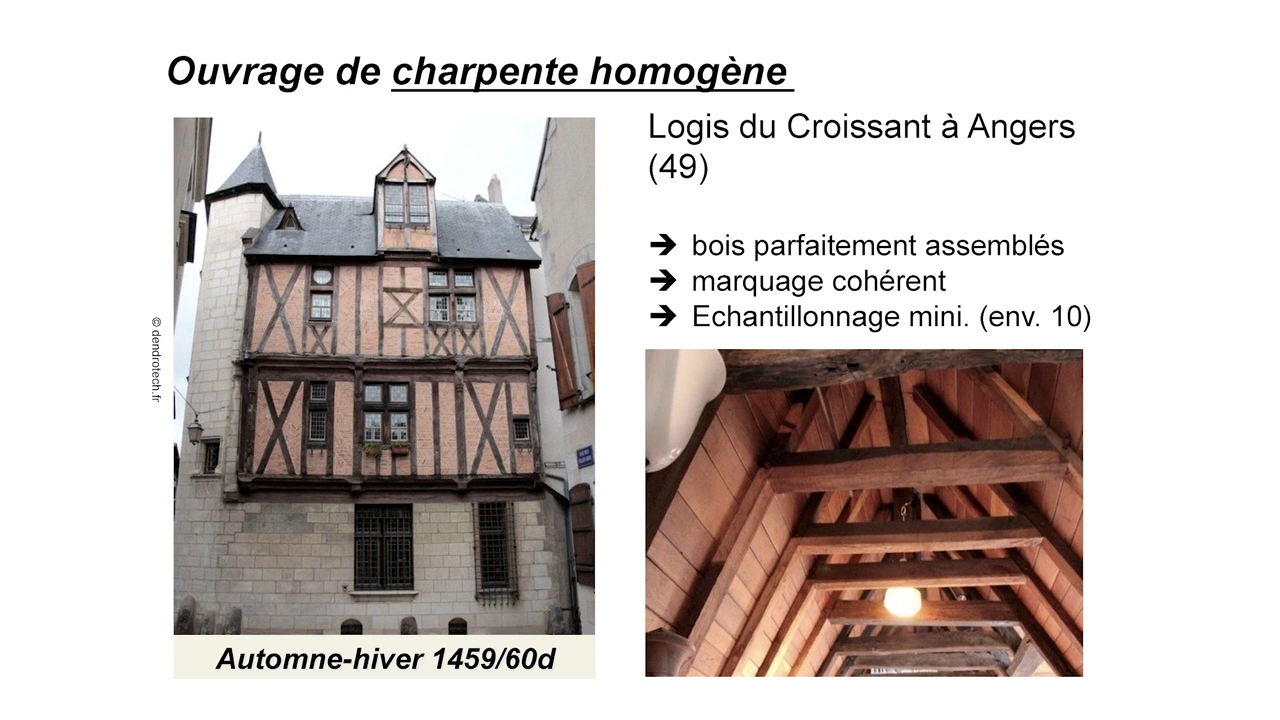 Ouvrage de charpente homogène
Logis du Croissant à Angers
(49)
➔ bois parfaitement assemblés
➔ marquage cohérent
➔ Echantillonnage mini. (env. 10)
© dendrotech.fr
Automne-hiver 1459/60d